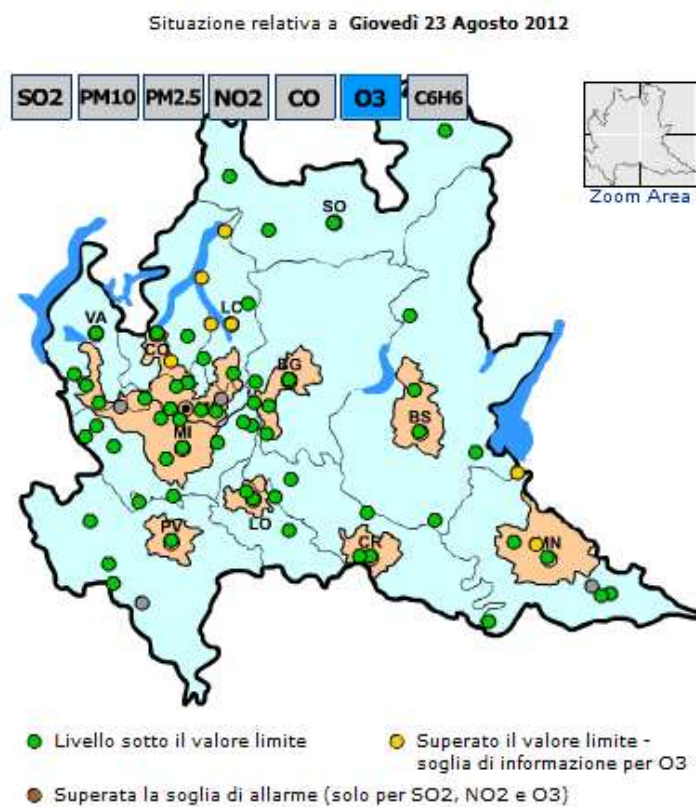 Situazione relativa a Giovedì 23 Agosto 2012
SO2 PM10 PM2.5 NO2 CO O3 C6H6
Zoom Area
SO
VA
LC
CO
BG
BS
MI
LO
PV
CR
MN
Livello sotto il valore limite
Superato il valore limite -
soglia di informazione per O3
Superata la soglia di allarme (solo per SO2, NO2 e O3)